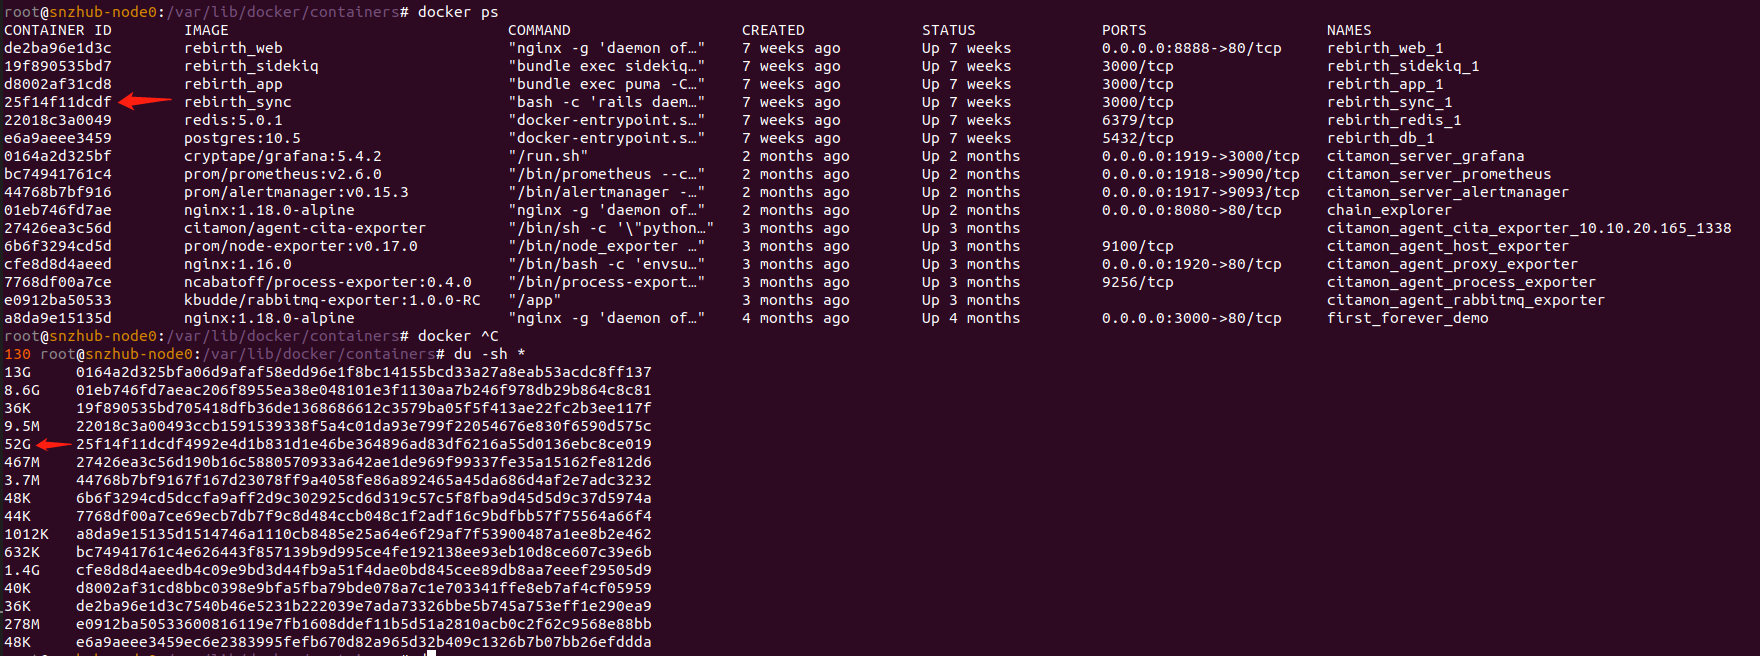 root@snzhub-node0:/var/lib/docker/containers# docker ps
CONTAINER ID IMAGE COMMAND CREATED STATUS PORTS NAMES
de2ba96e1d3c rebirth_web "nginx -g 'daemon of…" 7 weeks ago Up 7 weeks 0.0.0.0:8888->80/tcp rebirth_web_1
19f890535bd7 rebirth_sidekiq "bundle exec sidekiq…" 7 weeks ago Up 7 weeks 3000/tcp rebirth_sidekiq_1
d8002af31cd8 rebirth_app "bundle exec puma -C…" 7 weeks ago Up 7 weeks 3000/tcp rebirth_app_1
25f14f11dcdf rebirth_sync "bash -c 'rails daem…" 7 weeks ago Up 7 weeks 3000/tcp rebirth_sync_1
22018c3a0049 redis:5.0.1 "docker-entrypoint.s…" 7 weeks ago Up 7 weeks 6379/tcp rebirth_redis_1
e6a9aeee3459 postgres:10.5 "docker-entrypoint.s…" 7 weeks ago Up 7 weeks 5432/tcp rebirth_db_1
0164a2d325bf cryptape/grafana:5.4.2 "/run.sh" 2 months ago Up 2 months 0.0.0.0:1919->3000/tcp citamon_server_grafana
bc74941761c4 prom/prometheus:v2.6.0 "/bin/prometheus --c…" 2 months ago Up 2 months 0.0.0.0:1918->9090/tcp citamon_server_prometheus
44768b7bf916 prom/alertmanager:v0.15.3 "/bin/alertmanager -…" 2 months ago Up 2 months 0.0.0.0:1917->9093/tcp citamon_server_alertmanager
01eb746fd7ae nginx:1.18.0-alpine "nginx -g 'daemon of…" 2 months ago Up 2 months 0.0.0.0:8080->80/tcp chain_explorer
27426ea3c56d citamon/agent-cita-exporter "/bin/sh -c '\"python…" 3 months ago Up 3 months citamon_agent_cita_exporter_10.10.20.165_1338
6b6f3294cd5d prom/node-exporter:v0.17.0 "/bin/node_exporter …" 3 months ago Up 3 months 9100/tcp citamon_agent_host_exporter
cfe8d8d4aeed nginx:1.16.0 "/bin/bash -c 'envsu…" 3 months ago Up 3 months 0.0.0.0:1920->80/tcp citamon_agent_proxy_exporter
7768df00a7ce ncabatoff/process-exporter:0.4.0 "/bin/process-export…" 3 months ago Up 3 months 9256/tcp citamon_agent_process_exporter
e0912ba50533 kbudde/rabbitmq-exporter:1.0.0-RC "/app" 3 months ago Up 3 months citamon_agent_rabbitmq_exporter
a8da9e15135d nginx:1.18.0-alpine "nginx -g 'daemon of…" 4 months ago Up 4 months 0.0.0.0:3000->80/tcp first_forever_demo
root@snzhub-node0:/var/lib/docker/containers# docker ^C
130 root@snzhub-node0:/var/lib/docker/containers# du -sh *
13G 0164a2d325bfa06d9afaf58edd96e1f8bc14155bcd33a27a8eab53acdc8ff137
8.6G 01eb746fd7aeac206f8955ea38e048101e3f1130aa7b246f978db29b864c8c81
36K 19f890535bd705418dfb36de1368686612c3579ba05f5f413ae22fc2b3ee117f
9.5M 22018c3a00493ccb1591539338f5a4c01da93e799f22054676e830f6590d575c
52G 25f14f11dcdf4992e4d1b831d1e46be364896ad83df6216a55d0136ebc8ce019
467M 27426ea3c56d190b16c5880570933a642ae1de969f99337fe35a15162fe812d6
3.7M 44768b7bf9167f167d23078ff9a4058fe86a892465a45da686d4af2e7adc3232
48K 6b6f3294cd5dccfa9aff2d9c302925cd6d319c57c5f8fba9d45d5d9c37d5974a
44K 7768df00a7ce69ecb7db7f9c8d484ccb048c1f2adf16c9bdfbb57f75564a66f4
1012K a8da9e15135d1514746a1110cb8485e25a64e6f29af7f53900487a1ee8b2e462
632K bc74941761c4e626443f857139b9d995ce4fe192138ee93eb10d8ce607c39e6b
1.4G cfe8d8d4aeedb4c09e9bd3d44fb9a51f4dae0bd845cee89db8aa7eeef29505d9
40K d8002af31cd8bbc0398e9bfa5fba79bde078a7c1e703341ffe8eb7af4cf05959
36K de2ba96e1d3c7540b46e5231b222039e7ada73326bbe5b745a753eff1e290ea9
278M e0912ba50533600816119e7fb1608ddef11b5d51a2810acb0c2f62c9568e88bb
48K e6a9aeee3459ec6e2383995fefb670d82a965d32b409c1326b7b07bb26efddda